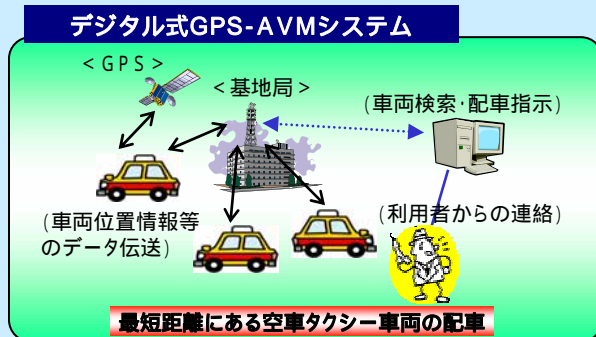 デジタル式GPS-AVMシステム
<GPS>
<基地局>
(車両検索・配車指示)
(車両位置情報等
のデータ伝送)
(利用者からの連絡)
最短距離にある空車タクシー車両の配車